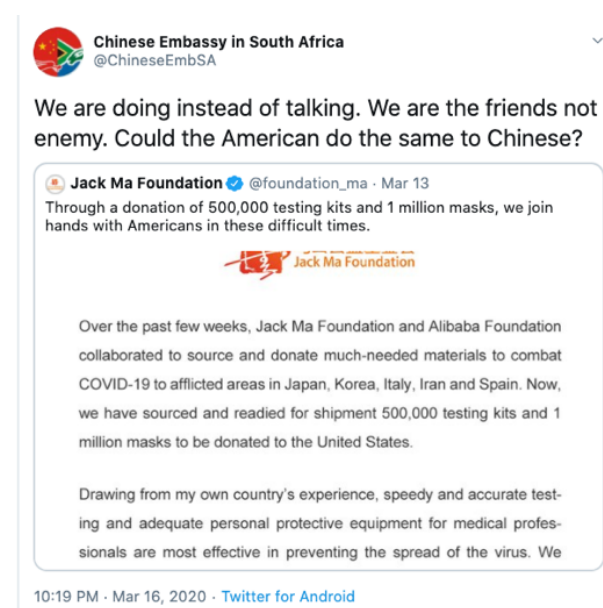 Chinese Embassy in South Africa
@ChineseEmbSA
We are doing instead of talking. We are the friends not
enemy. Could the American do the same to Chinese?
Jack Ma Foundation @foundation_ma · Mar 13
Through a donation of 500,000 testing kits and 1 million masks, we join
hands with Americans in these difficult times.
Jack Ma Foundation
Over the past few weeks, Jack Ma Foundation and Alibaba Foundation
collaborated to source and donate much-needed materials to combat
COVID-19 to afflicted areas in Japan, Korea, Italy, Iran and Spain. Now,
we have sourced and readied for shipment 500,000 testing kits and 1
million masks to be donated to the United States.
Drawing from my own country's experience, speedy and accurate test-
ing and adequate personal protective equipment for medical profes-
sionals are most effective in preventing the spread of the virus. We
10:19 PM · Mar 16, 2020 · Twitter for Android